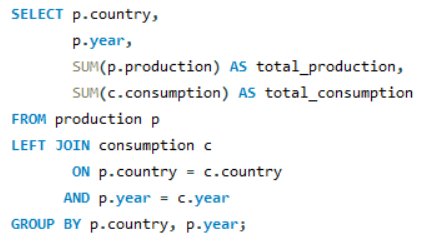 SELECT p.country,
p.year,
SUM(p.production) AS total_production,
SUM(c.consumption) AS total_consumption
FROM production p
LEFT JOIN consumption c
ON p.country = c.country
AND p.year = c.year
GROUP BY p.country, p.year;